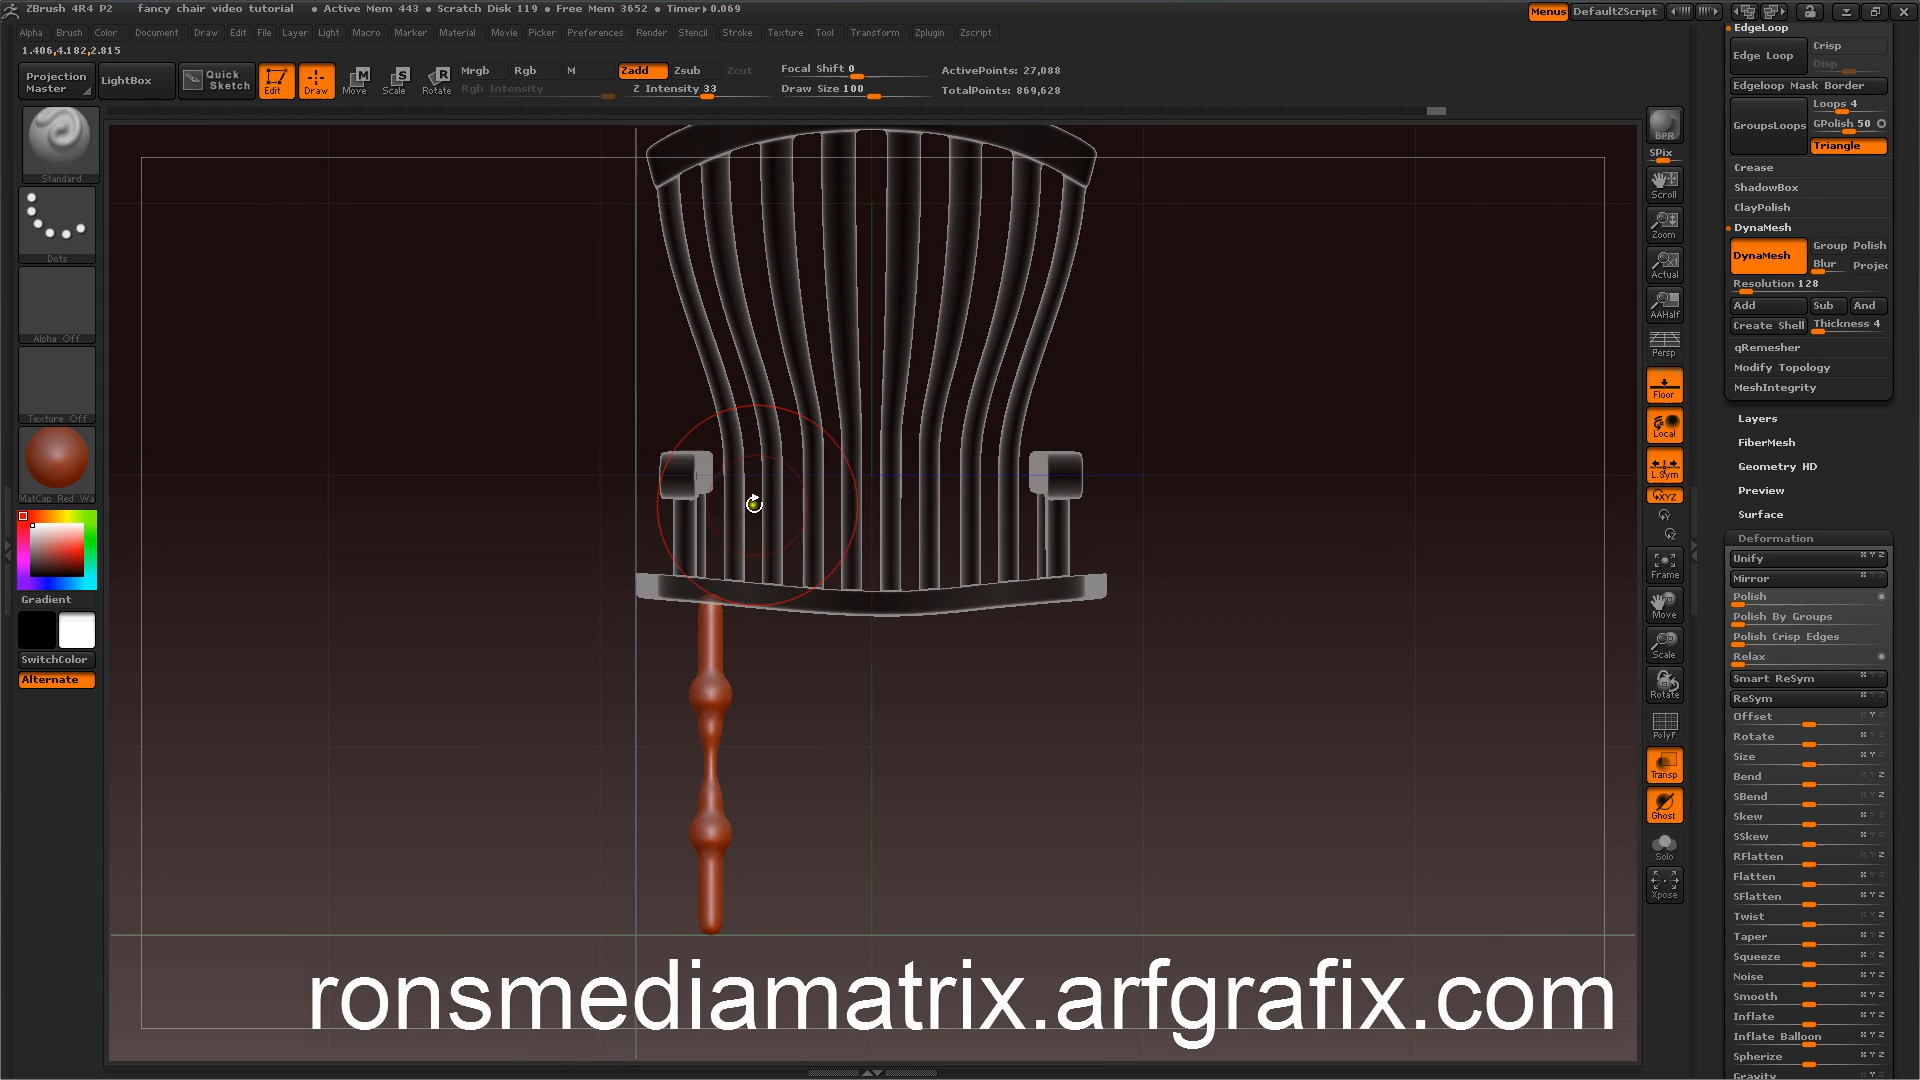 ZBrush 4R4 P2 fancy chair video tutorial • Active Mem 443 • Scratch Disk 119 • Free Mem 3652 • Timer▸0.069 Menus DefaultZScript
Alpha Brush Color Document Draw Edit File Layer Light Macro Marker Material Movie Picker Preferences Render Stencil Stroke Texture Tool Transform Zplugin Zscript
1.406,4.182,2.815
Projection Master
LightBox
Quick Sketch
Edit
Draw
Move
Scale
Rotate
Mrgb Rgb M
Rgb Intensity
Zadd Zsub Zcut
Z Intensity 33
Focal Shift 0
Draw Size 100
ActivePoints: 27,088
TotalPoints: 869,628
Standard
Dots
Alpha Off
Texture Off
MatCap Red Wa
Gradient
SwitchColor
Alternate
BPR
SPix
Scroll
Zoom
Actual
AAHalf
Persp
Floor
Local
L.Sym
XYZ
Y
Z
Frame
Move
Scale
Rotate
PolyF
Transp
Ghost
Solo
Xpose
EdgeLoop
Edge Loop
Crisp
Disp
Edgeloop Mask Border
GroupsLoops
Loops 4
GPolish 50
Triangle
Crease
ShadowBox
ClayPolish
DynaMesh
DynaMesh
Group Polish
Blur Projec
Resolution 128
Add Sub And
Create Shell Thickness 4
qRemesher
Modify Topology
MeshIntegrity
Layers
FiberMesh
Geometry HD
Preview
Surface
Deformation
Unify
Mirror
Polish
Polish By Groups
Polish Crisp Edges
Relax
Smart ReSym
ReSym
Offset
Rotate
Size
Bend
SBend
Skew
SSkew
RFlatten
Flatten
SFlatten
Twist
Taper
Squeeze
Noise
Smooth
Inflate
Inflate Balloon
Spherize
Gravity
ronsmediamatrix.arfgrafix.com